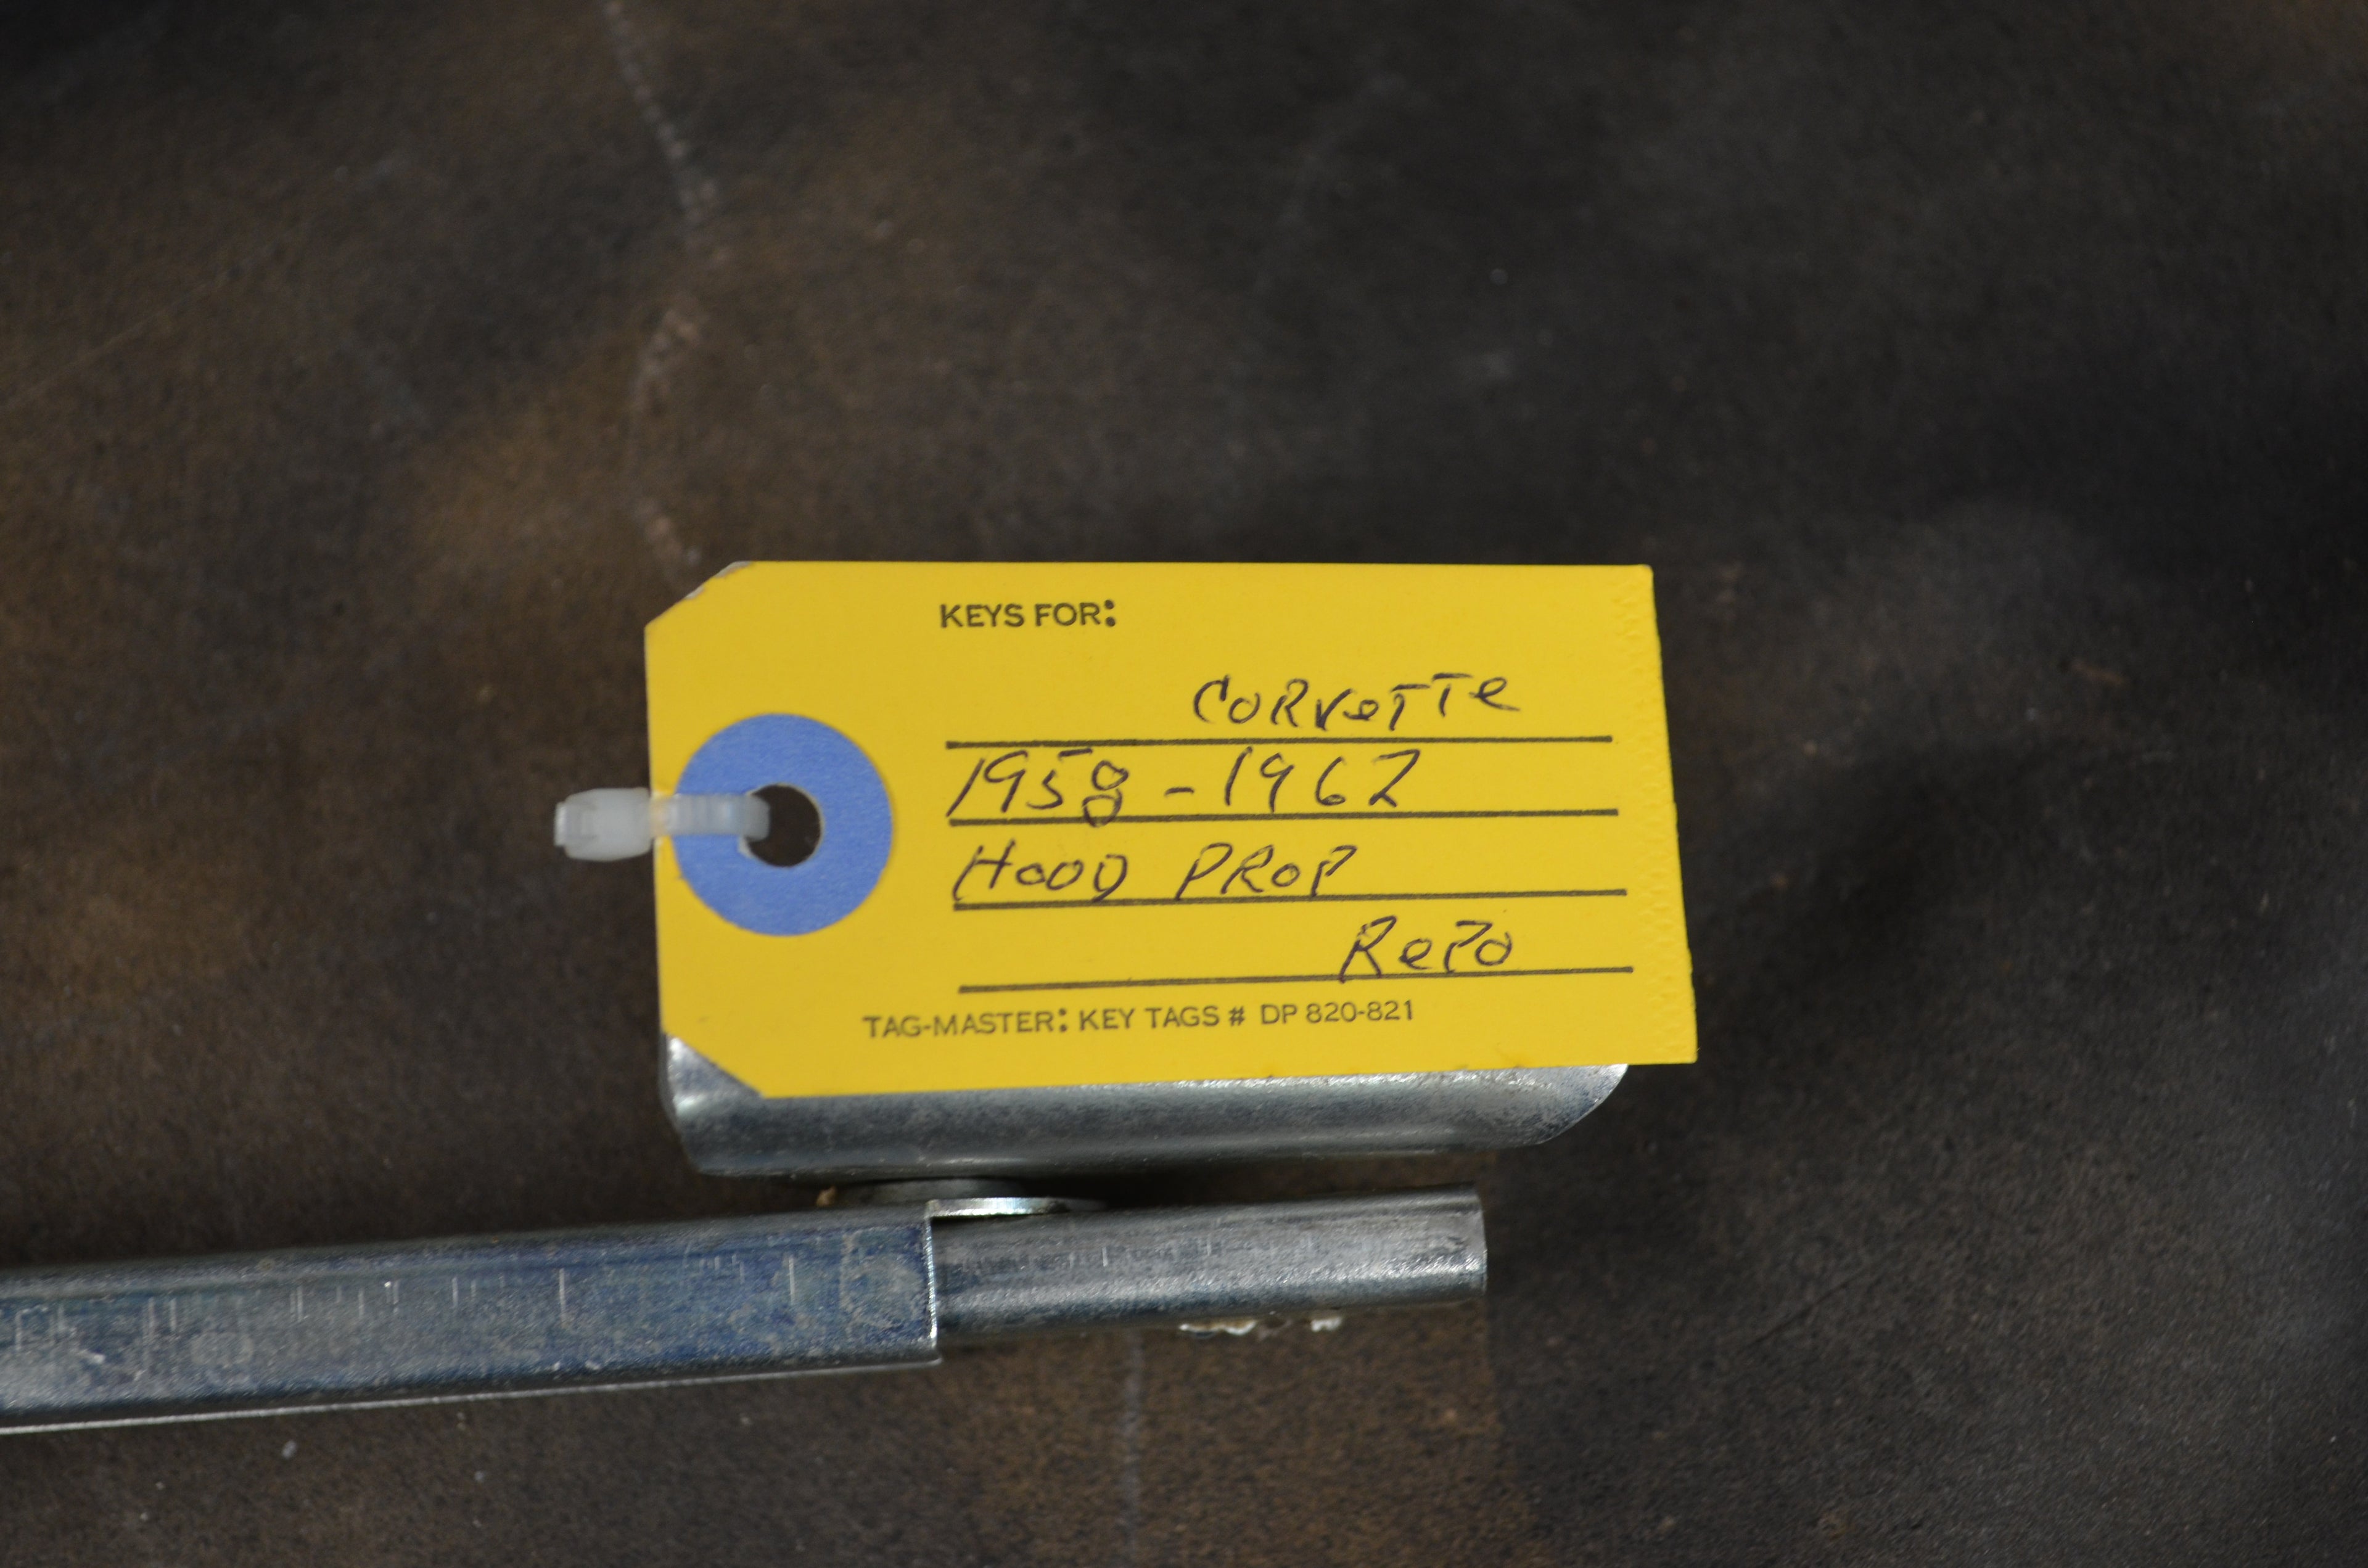 KEYS FOR:
CORVeTTe
1958 - 1962
HOOD PROP
RePO
TAG-MASTER: KEY TAGS # DP 820-821